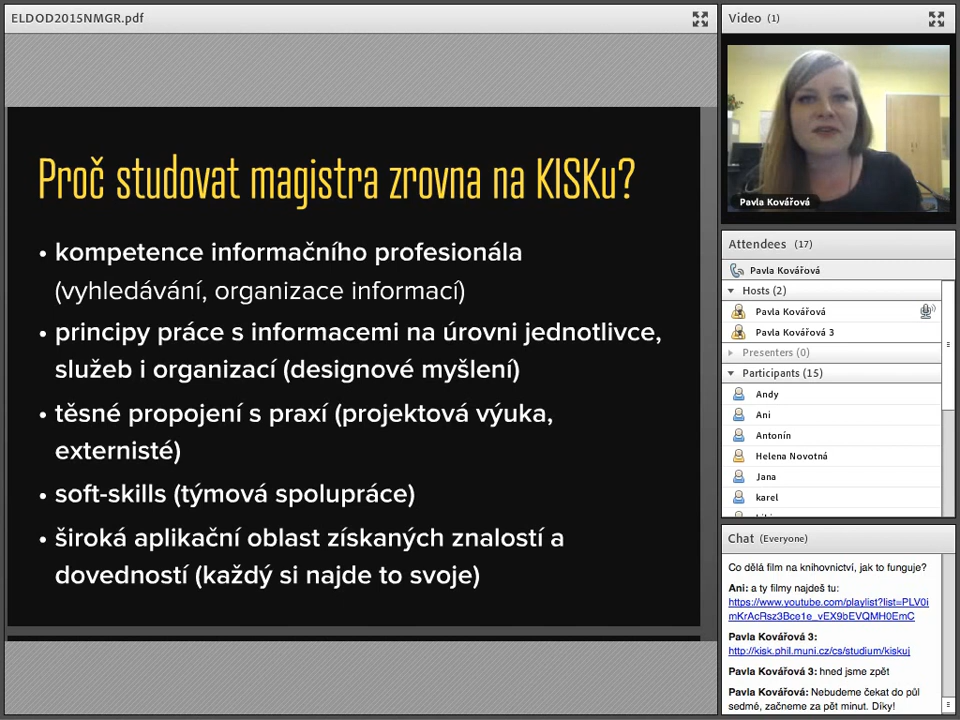 ELDOD2015NMGR.pdf
Proč studovat magistra zrovna na KISKu?
• kompetence informačního profesionála
(vyhledávání, organizace informací)
• principy práce s informacemi na úrovni jednotlivce,
služeb i organizací (designové myšlení)
• těsné propojení s praxí (projektová výuka,
externisté)
• soft-skills (týmová spolupráce)
• široká aplikační oblast získaných znalostí a
dovedností (každý si najde to svoje)
Video (1)
Pavla Kovářová
Attendees (17)
Pavla Kovářová
Hosts (2)
Pavla Kovářová
Pavla Kovářová 3
Presenters (0)
Participants (15)
Andy
Ani
Antonín
Helena Novotná
Jana
karel
Chat (Everyone)
Co dělá film na knihovnictví, jak to funguje?
Ani: a ty filmy najdeš tu:
https://www.youtube.com/playlist?list=PLV0i
mKrAcRsz3Bce1e_vEX9bEVQMH0EmC
Pavla Kovářová 3:
http://kisk.phil.muni.cz/cs/studium/kiskuj
Pavla Kovářová 3: hned jsme zpět
Pavla Kovářová: Nebudeme čekat do půl
sedmé, začneme za pět minut. Díky!